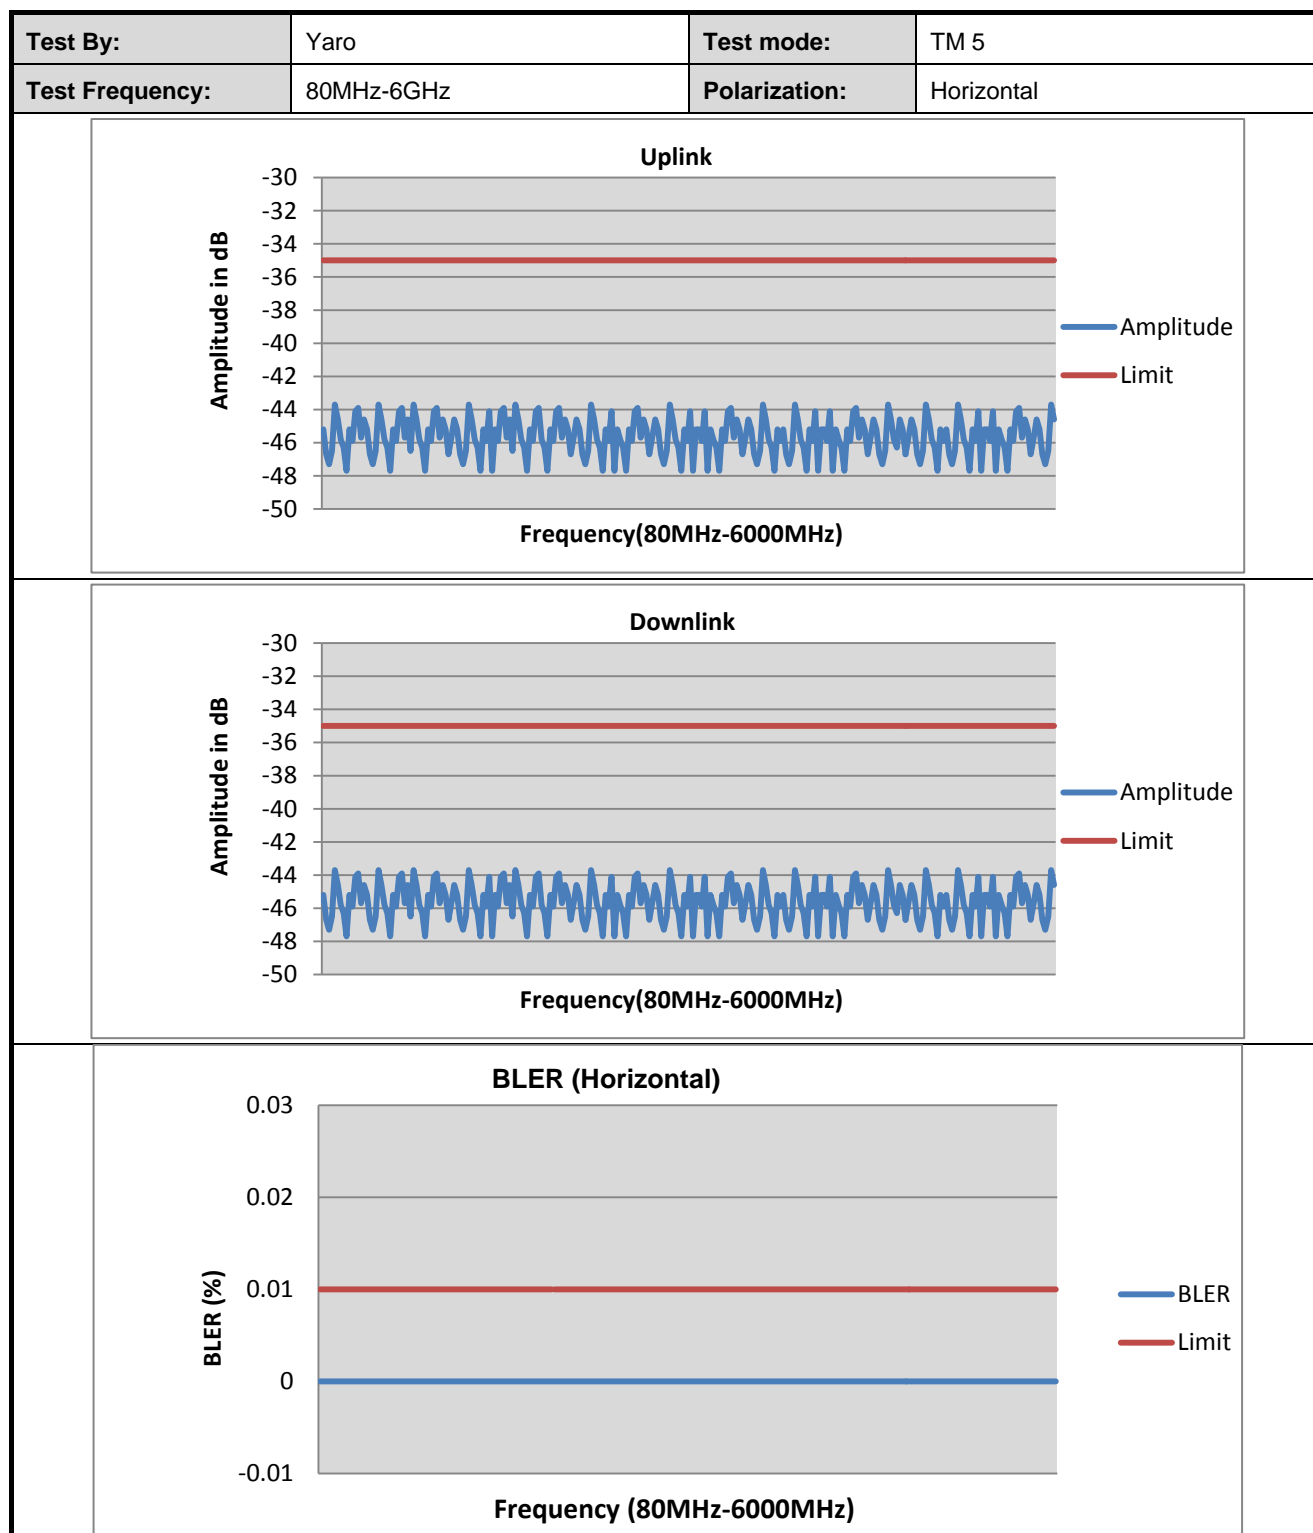 Test By: Yaro Test mode: TM 5
Test Frequency: 80MHz-6GHz Polarization: Horizontal
Uplink
-30
-32
-34
-36
-38
-40
-42
-44
-46
-48
-50
Amplitude in dB
Frequency(80MHz-6000MHz)
Amplitude
Limit
Downlink
-30
-32
-34
-36
-38
-40
-42
-44
-46
-48
-50
Amplitude in dB
Frequency(80MHz-6000MHz)
Amplitude
Limit
BLER (Horizontal)
0.03
0.02
0.01
0
-0.01
BLER (%)
Frequency (80MHz-6000MHz)
BLER
Limit